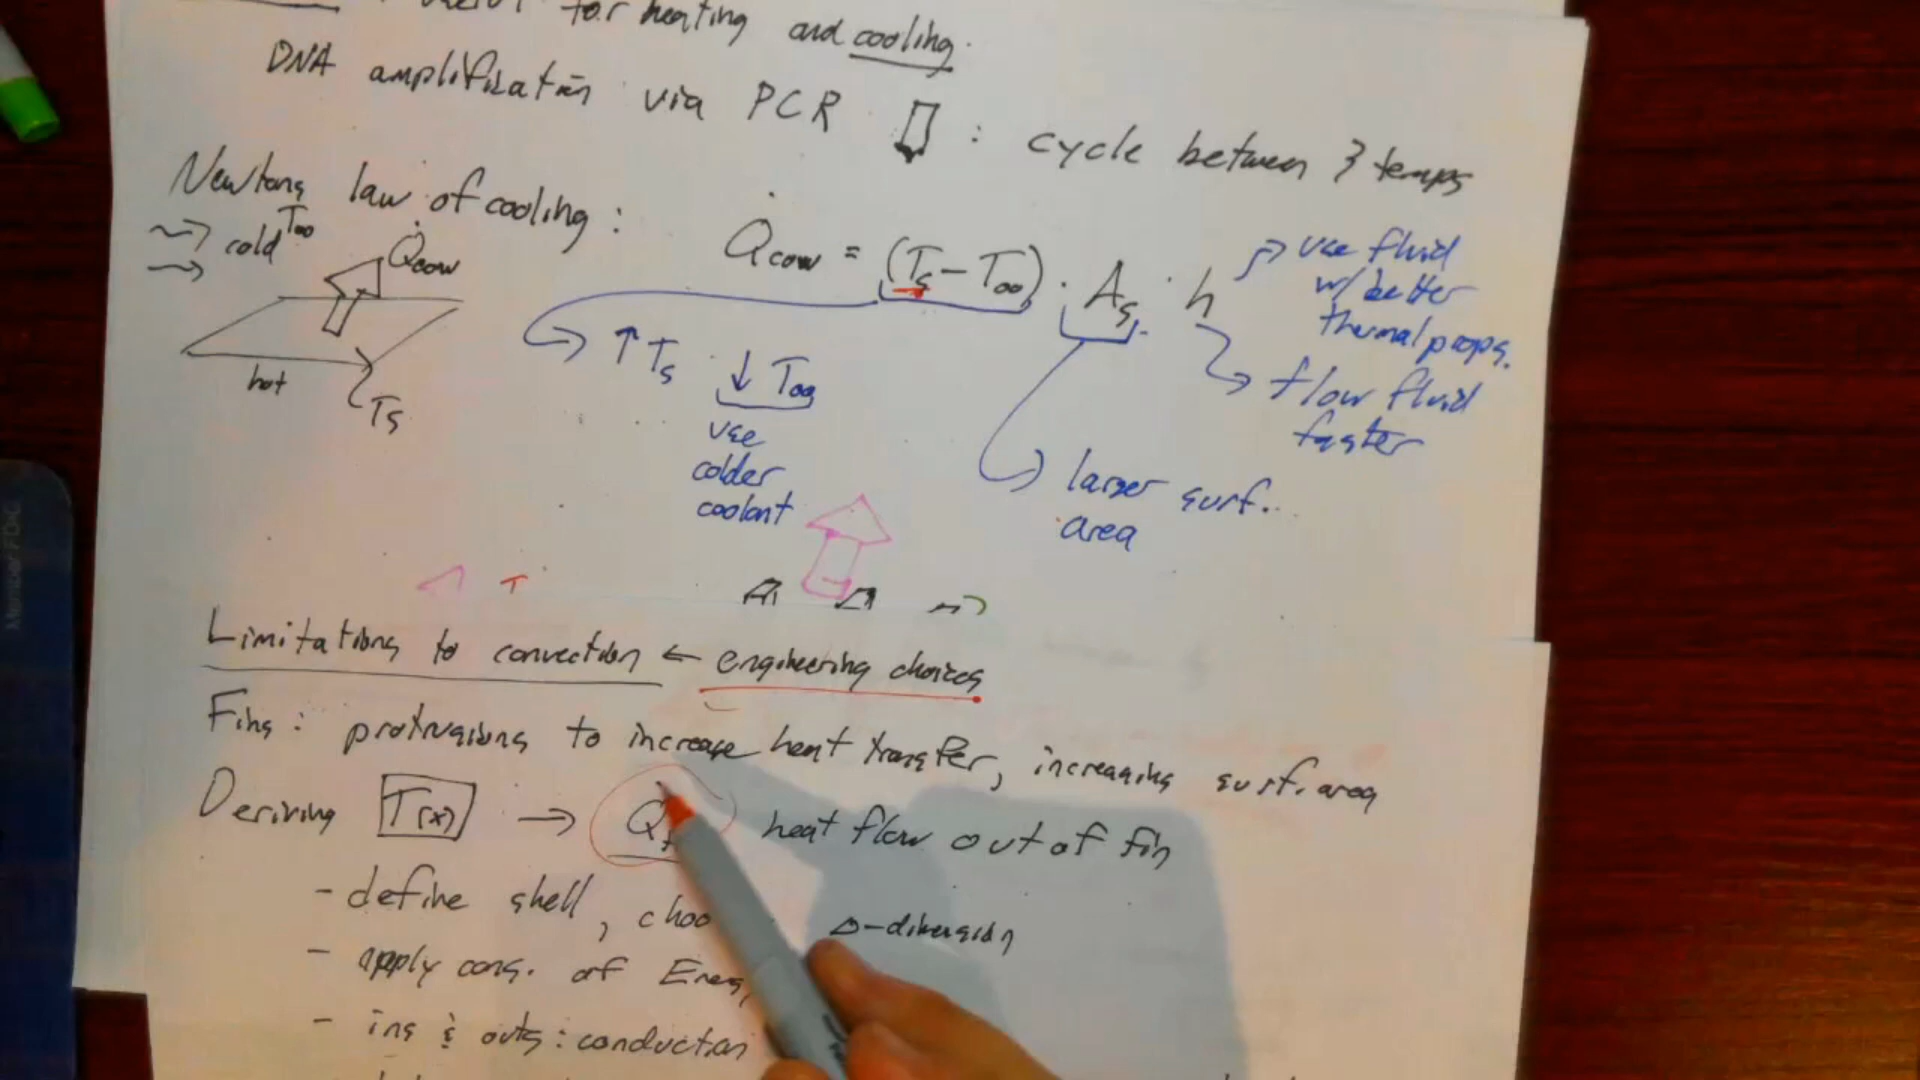 useful for heating and cooling.
DNA amplification via PCR : cycle between 3 temps
Newtons law of cooling : Q̇conv = (Ts - T∞) · As · h
cold T∞
Q̇conv
hot
Ts
↑ Ts ↓ T∞
use
colder
coolant
larger surf.
area
use fluid
w/ better
thermal props.
flow fluid
faster
Limitations to convection ← engineering choices
Fins : protrusions to increase heat transfer, increasing surf. area
Deriving T(x) → Q heat flow out of fin
- define shell, Δ-dimension
- apply cons. of
- ins & outs : conduction